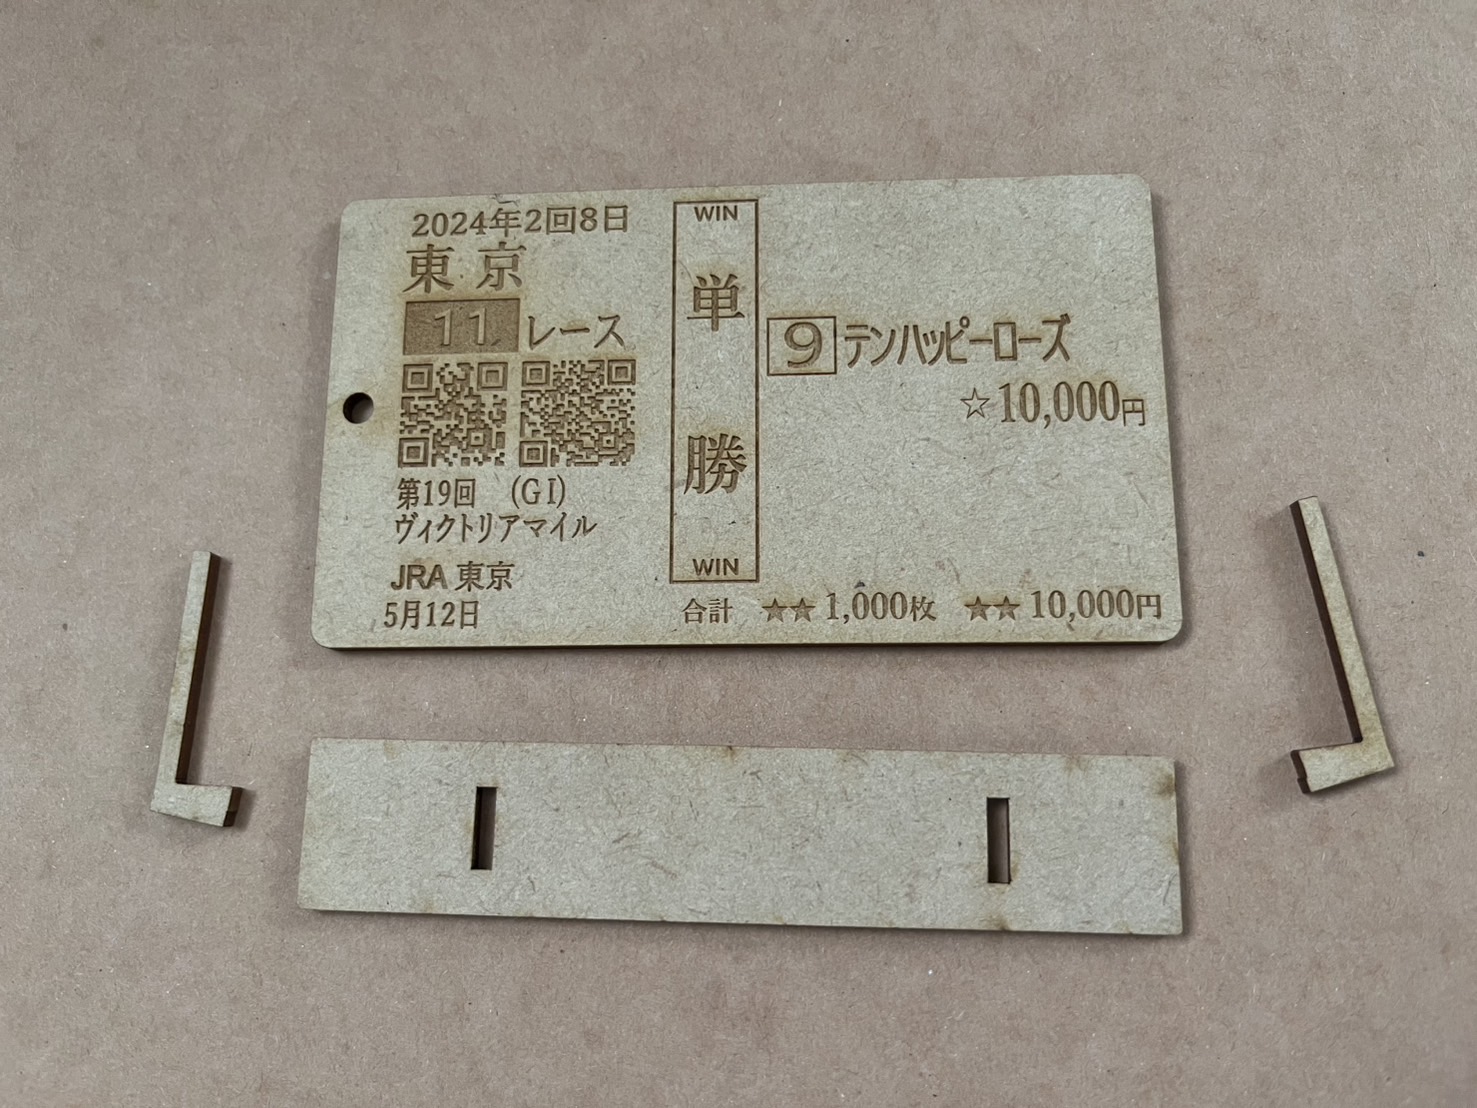 2024年2回8日
東京
11 レース
第19回 (GI)
ヴィクトリアマイル
JRA 東京
5月12日
WIN
単勝
WIN
9 テンハッピーローズ
☆10,000円
合計 ★★1,000枚 ★★10,000円